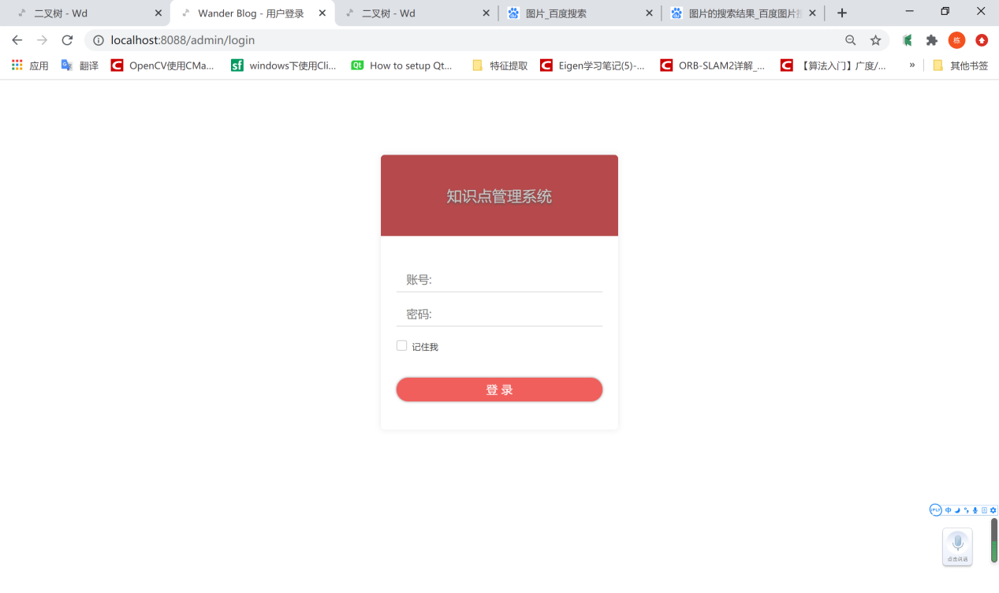 二叉树 - Wd
Wander Blog - 用户登录
二叉树 - Wd
图片_百度搜索
图片的搜索结果_百度图片
localhost:8088/admin/login
栋
应用
翻译
OpenCV使用CMa...
windows下使用Cli...
How to setup Qt...
特征提取
Eigen学习笔记(5)-...
ORB-SLAM2详解_...
【算法入门】广度/...
»
其他书签
知识点管理系统
账号:
密码:
记住我
登 录
iFLY 中
点击说话